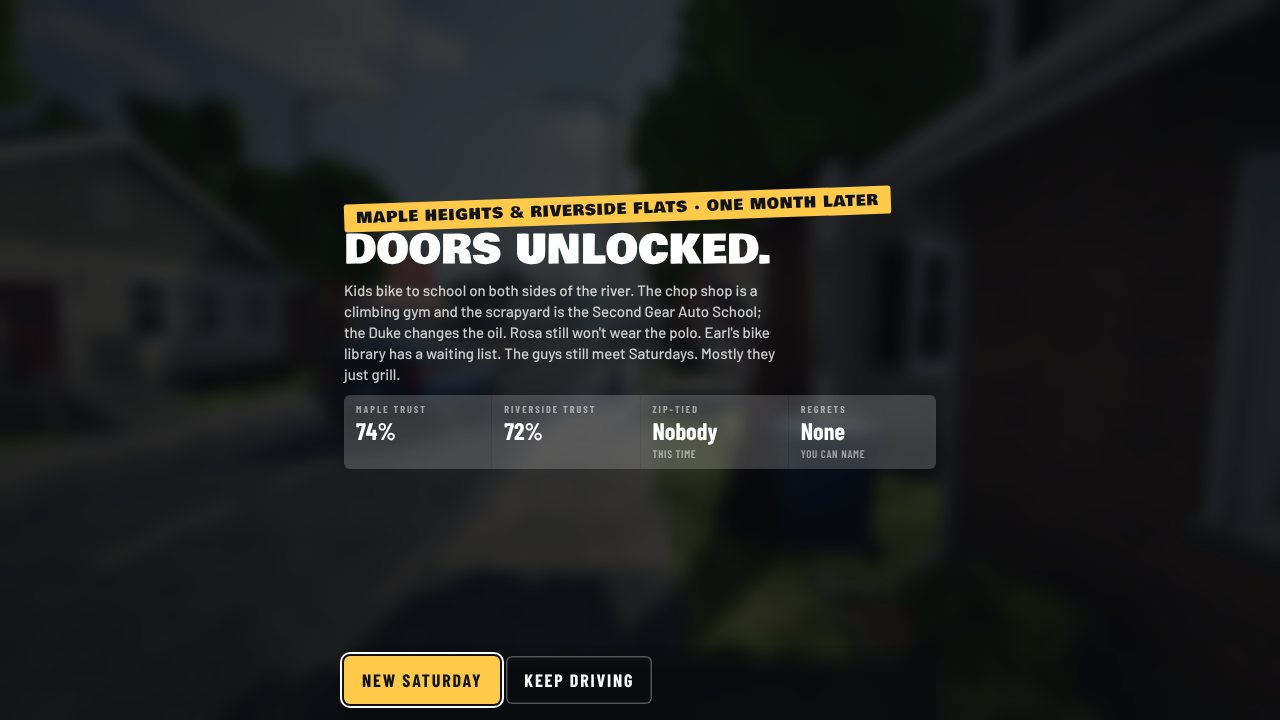 MAPLE HEIGHTS & RIVERSIDE FLATS · ONE MONTH LATER
DOORS UNLOCKED.
Kids bike to school on both sides of the river. The chop shop is a
climbing gym and the scrapyard is the Second Gear Auto School;
the Duke changes the oil. Rosa still won't wear the polo. Earl's bike
library has a waiting list. The guys still meet Saturdays. Mostly they
just grill.
MAPLE TRUST
74%
RIVERSIDE TRUST
72%
ZIP-TIED
Nobody
THIS TIME
REGRETS
None
YOU CAN NAME
NEW SATURDAY
KEEP DRIVING